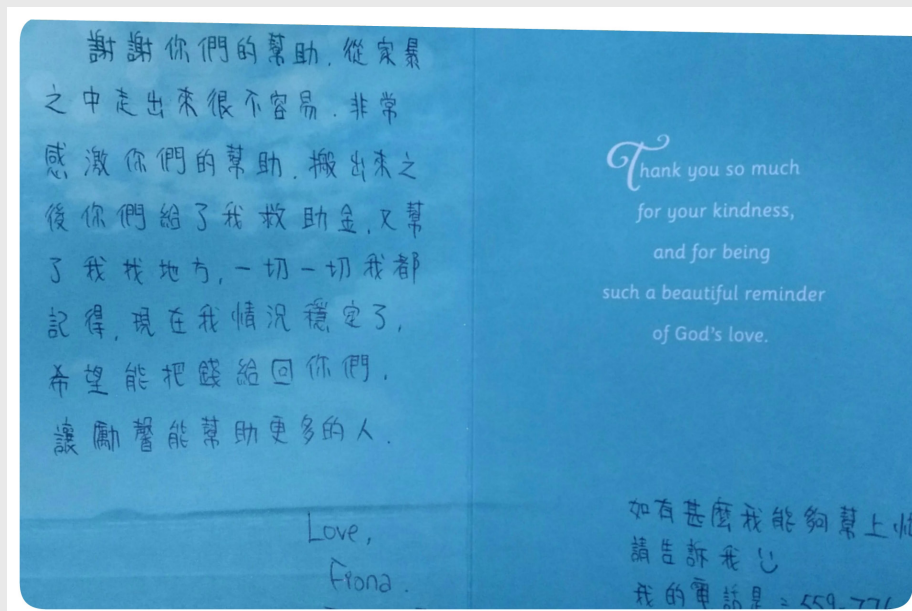 謝謝你們的幫助. 從家暴
之中走出來很不容易. 非常
感激你們的幫助. 搬出來之
後你們給了我救助金, 又幫
了我找地方, 一切一切我都
記得, 現在我情況穩定了,
希望能把錢給回你們.
讓勵馨能幫助更多的人.
Love,
Fiona.
Thank you so much
for your kindness,
and for being
such a beautiful reminder
of God's love.
如有甚麼我能夠幫上忙
請告訴我
我的電話是: 559-771